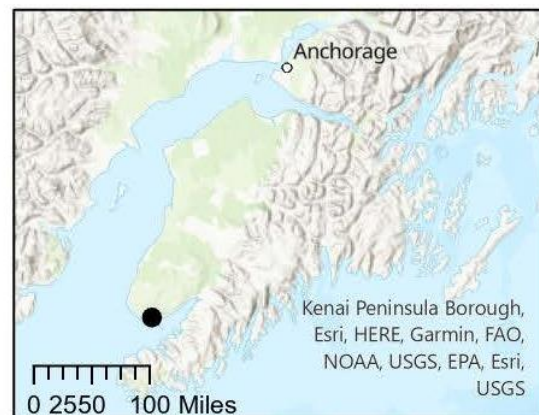 Anchorage
Kenai Peninsula Borough,
Esri, HERE, Garmin, FAO,
NOAA, USGS, EPA, Esri,
USGS
0 2550 100 Miles